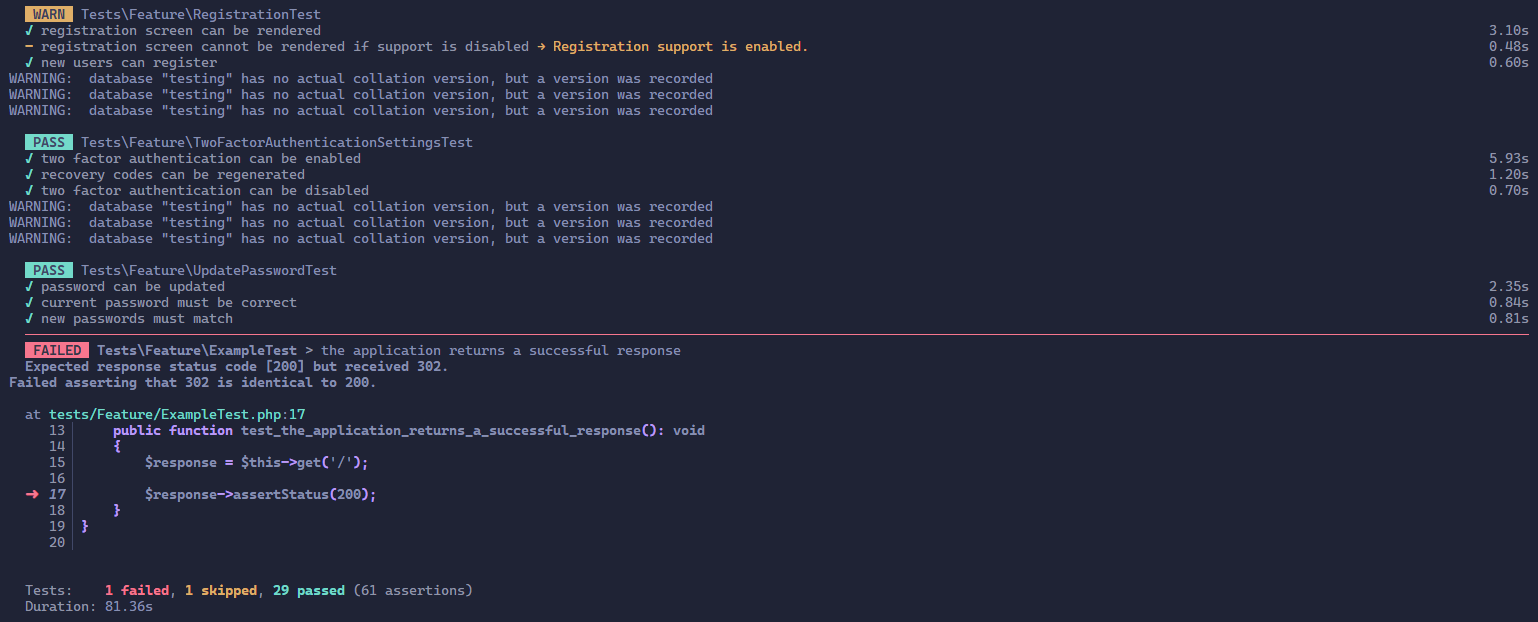 WARN Tests\Feature\RegistrationTest
✓ registration screen can be rendered 3.10s
- registration screen cannot be rendered if support is disabled → Registration support is enabled. 0.48s
✓ new users can register 0.60s
WARNING:  database "testing" has no actual collation version, but a version was recorded
WARNING:  database "testing" has no actual collation version, but a version was recorded
WARNING:  database "testing" has no actual collation version, but a version was recorded
PASS Tests\Feature\TwoFactorAuthenticationSettingsTest
✓ two factor authentication can be enabled 5.93s
✓ recovery codes can be regenerated 1.20s
✓ two factor authentication can be disabled 0.70s
WARNING:  database "testing" has no actual collation version, but a version was recorded
WARNING:  database "testing" has no actual collation version, but a version was recorded
WARNING:  database "testing" has no actual collation version, but a version was recorded
PASS Tests\Feature\UpdatePasswordTest
✓ password can be updated 2.35s
✓ current password must be correct 0.84s
✓ new passwords must match 0.81s
FAILED Tests\Feature\ExampleTest > the application returns a successful response
Expected response status code [200] but received 302.
Failed asserting that 302 is identical to 200.
at tests/Feature/ExampleTest.php:17
13     public function test_the_application_returns_a_successful_response(): void
14     {
15         $response = $this->get('/');
16
➜ 17         $response->assertStatus(200);
18     }
19 }
20
Tests:    1 failed, 1 skipped, 29 passed (61 assertions)
Duration: 81.36s